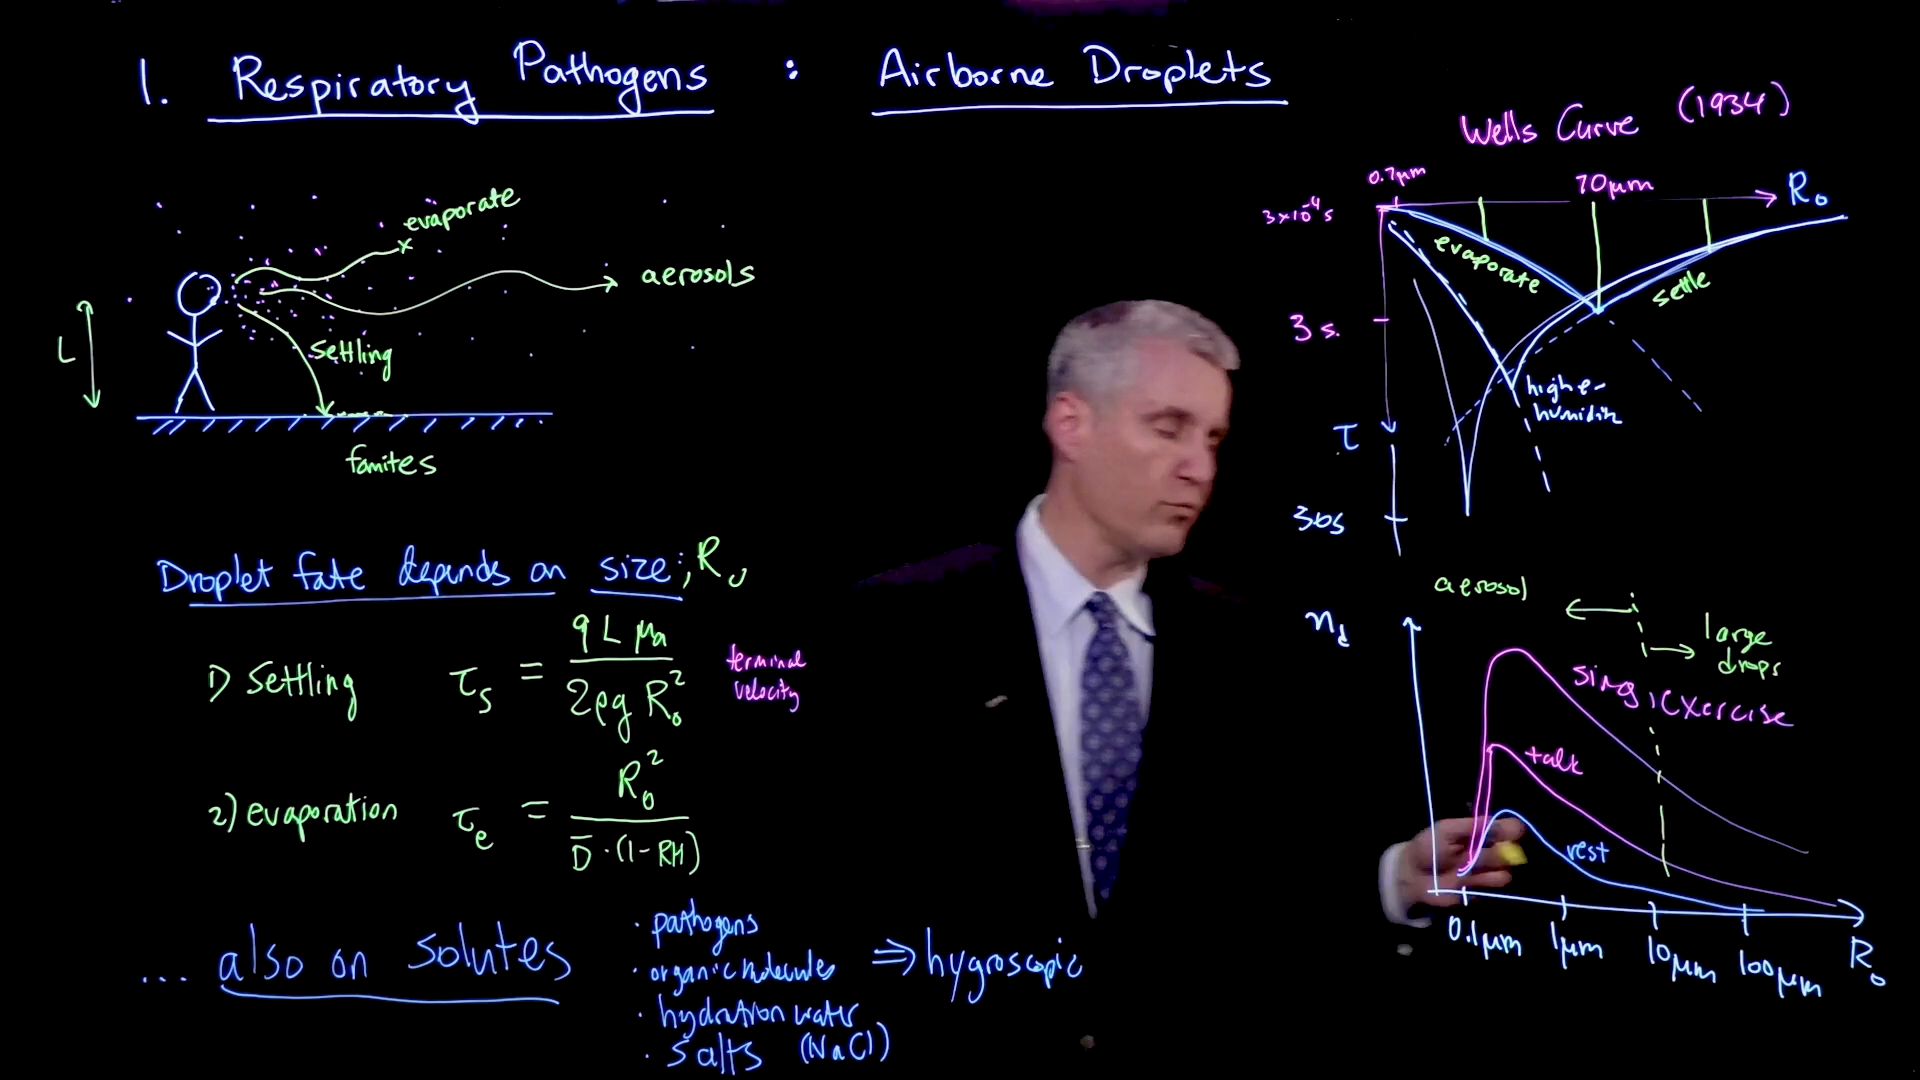 1. Respiratory Pathogens : Airborne Droplets
Wells Curve (1934)
0.7μm
70μm
R₀
3×10⁻⁴s
evaporate
settle
3 s.
higher
humidity
τ
30s
evaporate
aerosols
settling
L
fomites
Droplet fate depends on size, R₀
1) Settling τₛ = 9 L μₐ / 2ρg R₀²
terminal
velocity
2) evaporation τₑ = R₀² / D̄·(1-RH)
... also on solutes
· pathogens
· organic molecules
· hydration water
· salts (NaCl)
⇒ hygroscopic
aerosol
large
drops
n_d
sing/exercise
talk
rest
0.1μm 1μm 10μm 100μm R₀